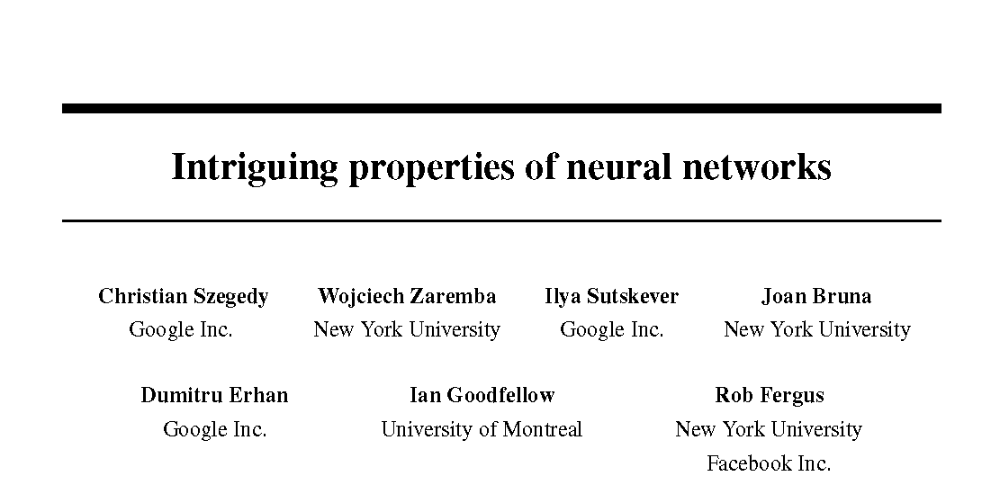 Intriguing properties of neural networks
Christian Szegedy Wojciech Zaremba Ilya Sutskever Joan Bruna
Google Inc. New York University Google Inc. New York University
Dumitru Erhan Ian Goodfellow Rob Fergus
Google Inc. University of Montreal New York University
Facebook Inc.